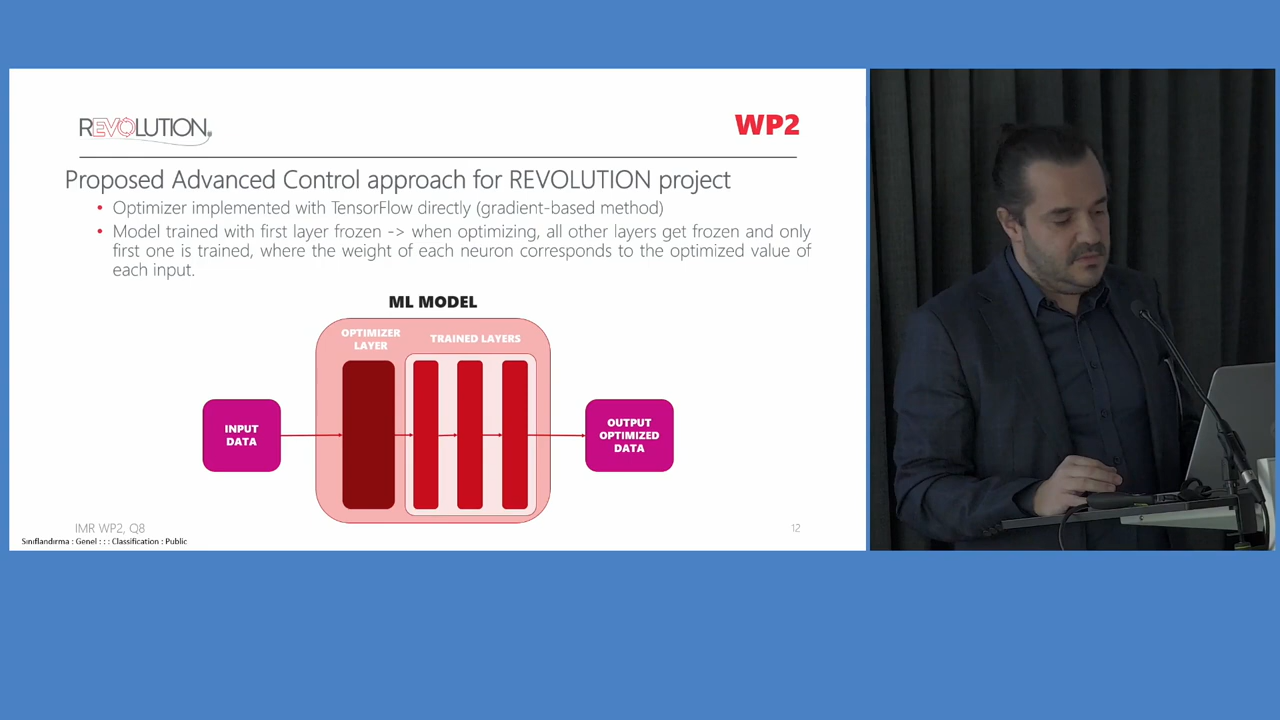 REVOLUTION
WP2
Proposed Advanced Control approach for REVOLUTION project
• Optimizer implemented with TensorFlow directly (gradient-based method)
• Model trained with first layer frozen -> when optimizing, all other layers get frozen and only
first one is trained, where the weight of each neuron corresponds to the optimized value of
each input.
ML MODEL
OPTIMIZER
LAYER
TRAINED LAYERS
INPUT
DATA
OUTPUT
OPTIMIZED
DATA
IMR WP2, Q8
12
Sınıflandırma : Genel : : : Classification : Public